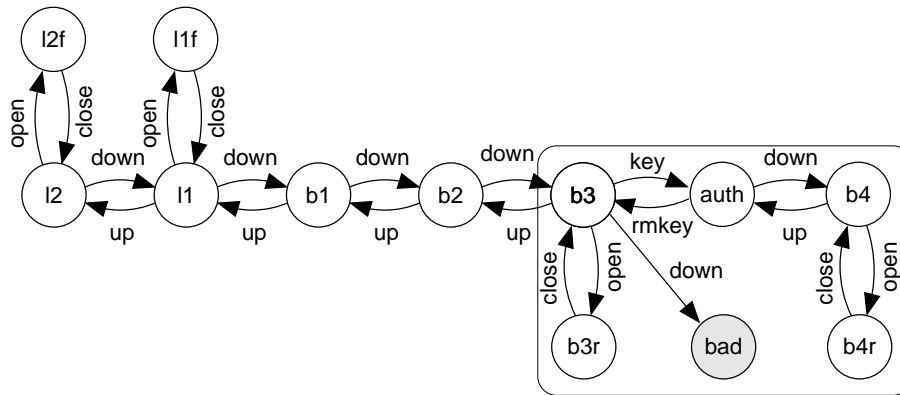 l2f
l1f
open
close
open
close
l2
down
up
l1
down
up
b1
down
up
b2
down
up
b3
key
rmkey
auth
down
up
b4
close
open
down
close
open
b3r
bad
b4r